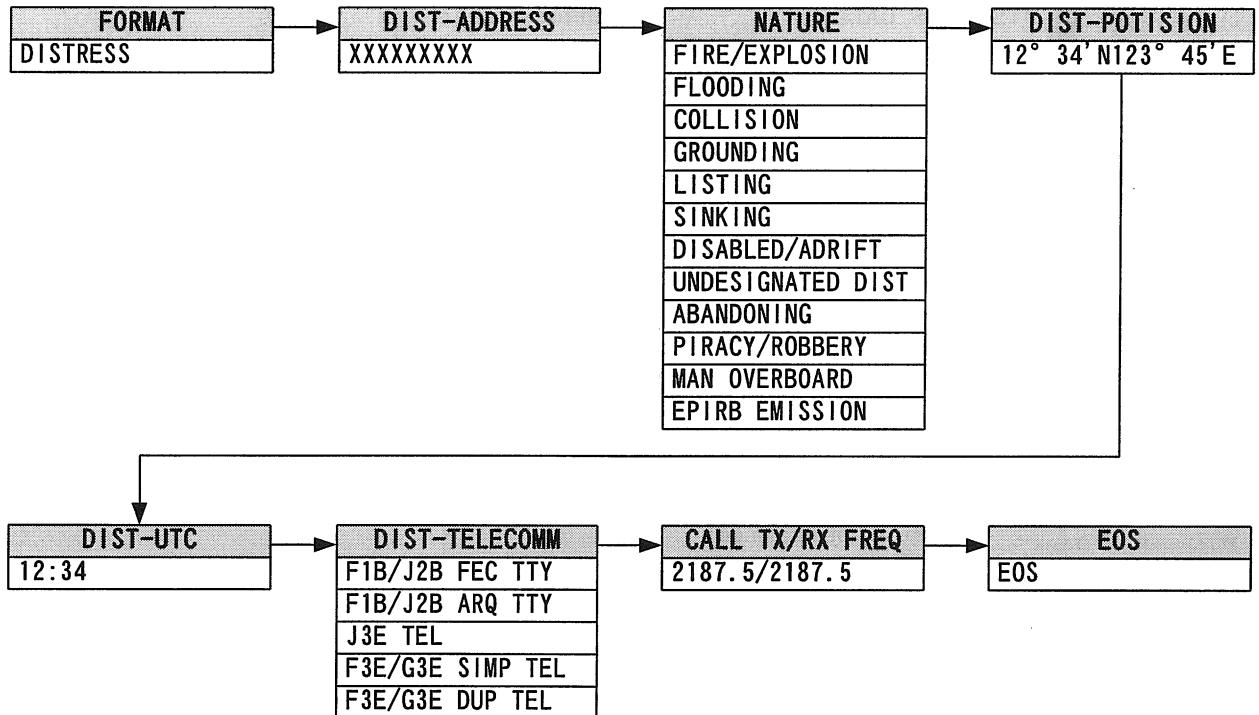 FORMAT
DISTRESS
DIST-ADDRESS
XXXXXXXXX
NATURE
FIRE/EXPLOSION
FLOODING
COLLISION
GROUNDING
LISTING
SINKING
DISABLED/ADRIFT
UNDESIGNATED DIST
ABANDONING
PIRACY/ROBBERY
MAN OVERBOARD
EPIRB EMISSION
DIST-POTISION
12° 34'N123° 45'E
DIST-UTC
12:34
DIST-TELECOMM
F1B/J2B FEC TTY
F1B/J2B ARQ TTY
J3E TEL
F3E/G3E SIMP TEL
F3E/G3E DUP TEL
CALL TX/RX FREQ
2187.5/2187.5
EOS
EOS